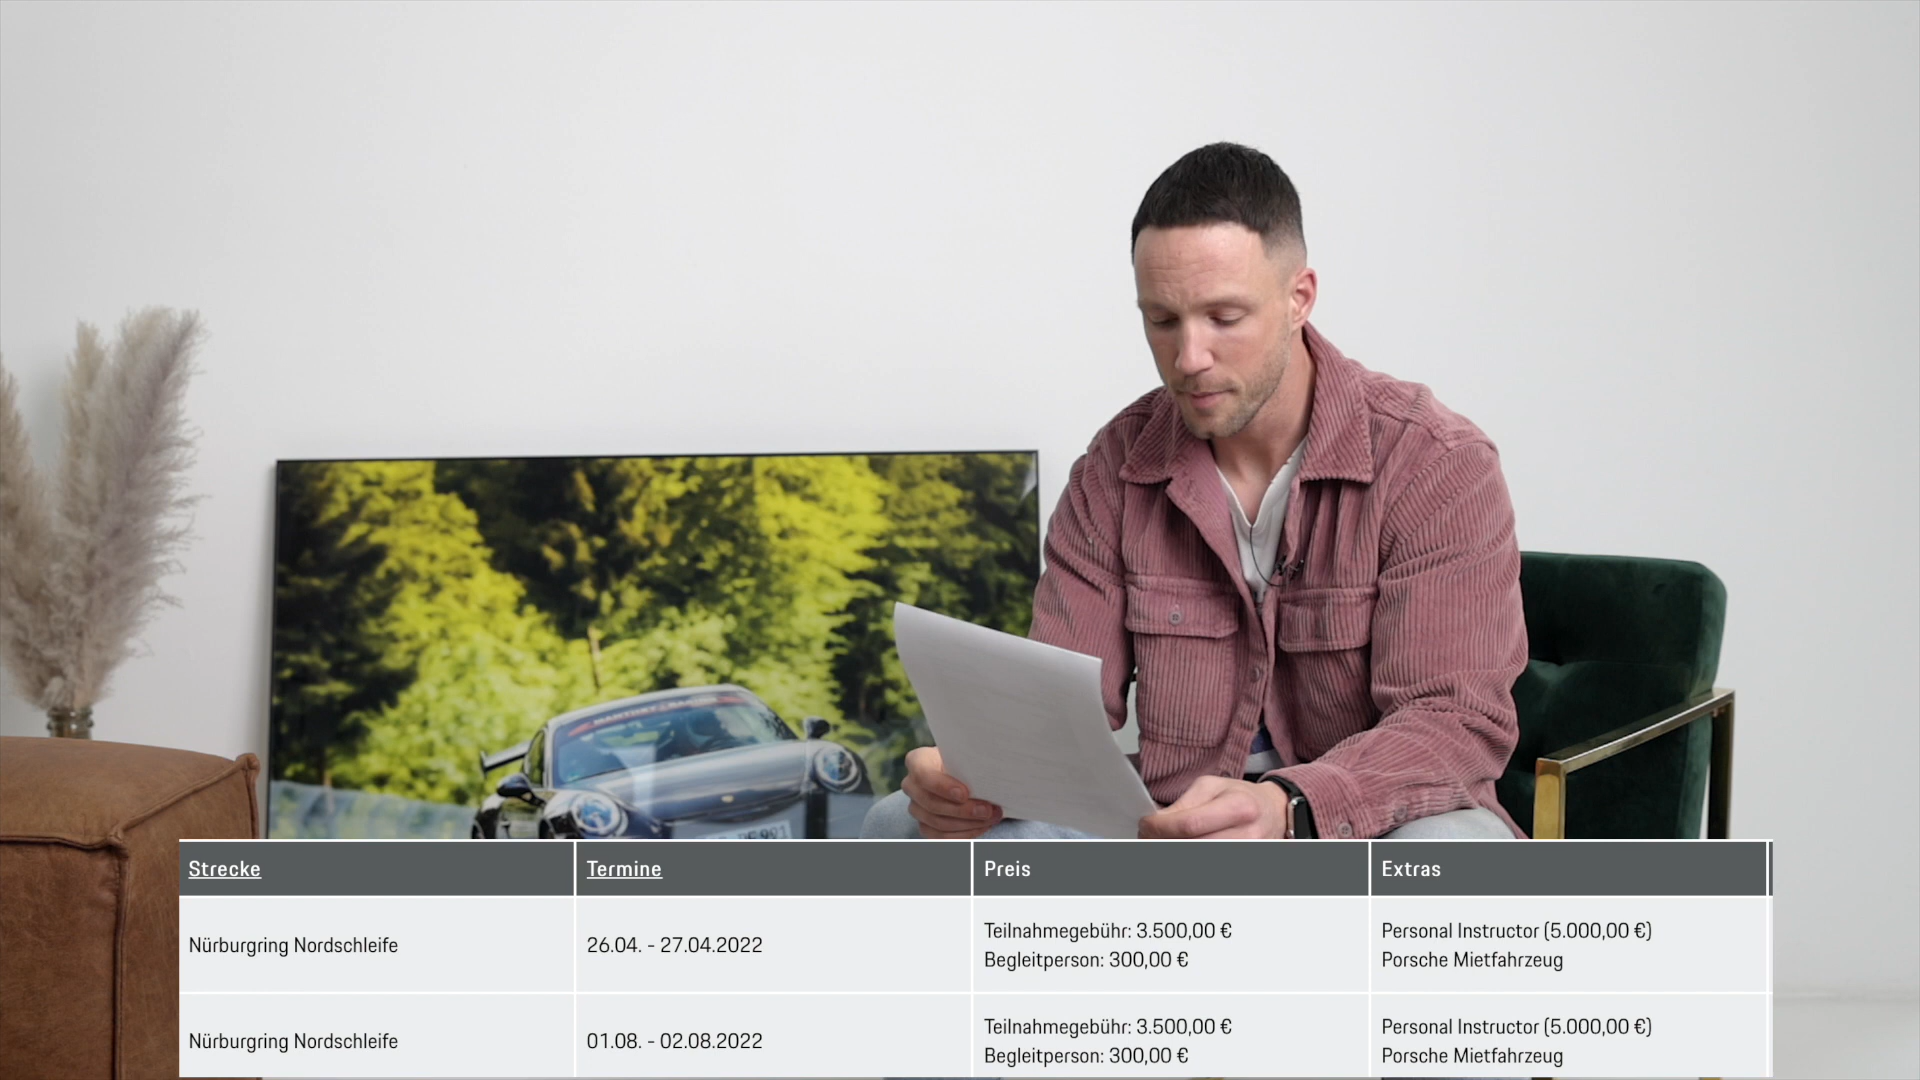 Strecke
Termine
Preis
Extras
Nürburgring Nordschleife
26.04. - 27.04.2022
Teilnahmegebühr: 3.500,00 €
Begleitperson: 300,00 €
Personal Instructor (5.000,00 €)
Porsche Mietfahrzeug
Nürburgring Nordschleife
01.08. - 02.08.2022
Teilnahmegebühr: 3.500,00 €
Begleitperson: 300,00 €
Personal Instructor (5.000,00 €)
Porsche Mietfahrzeug